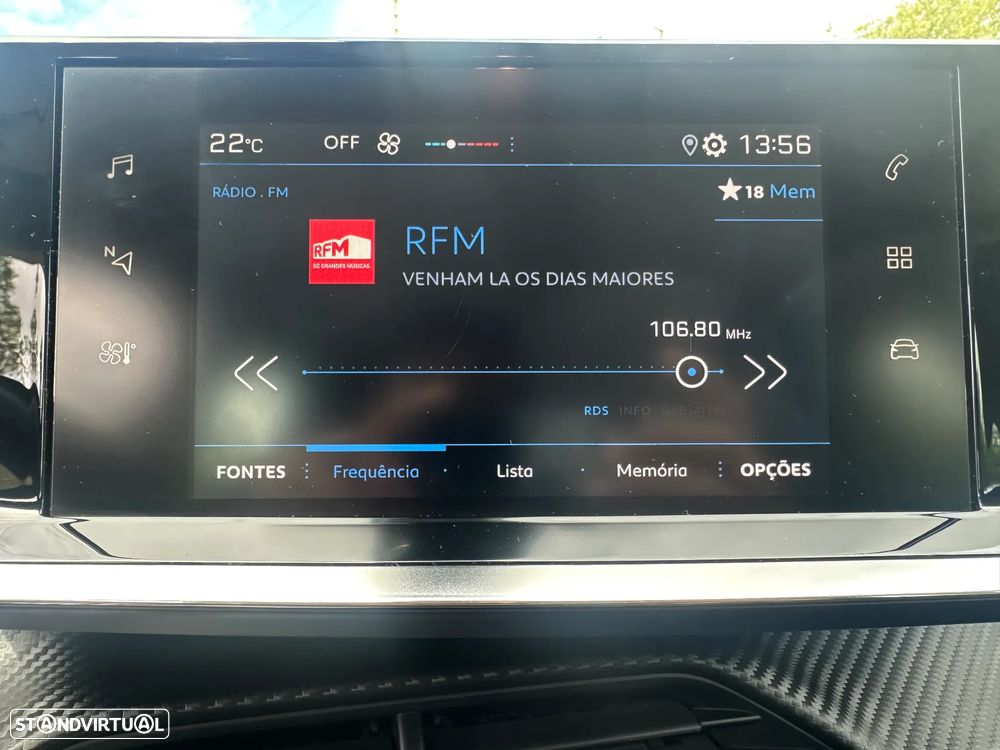 22°C OFF 13:56
RÁDIO . FM
18 Mem
RFM
SÓ GRANDES MÚSICAS.
RFM
VENHAM LA OS DIAS MAIORES
N
106.80 MHz
RDS INFO
FONTES Frequência Lista Memória OPÇÕES
STANDVIRTUAL